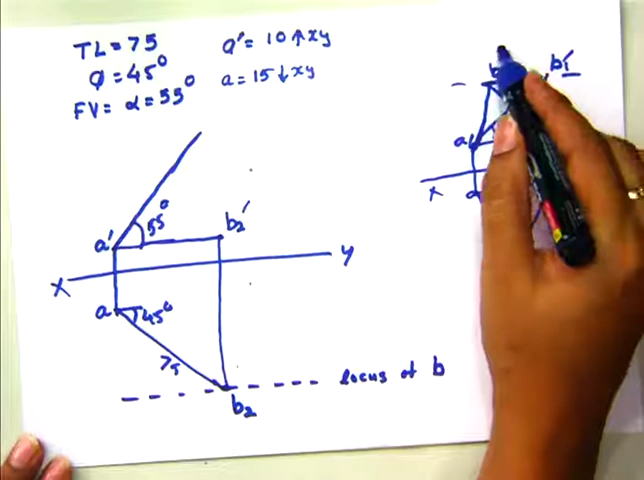 TL = 75
Φ = 45°
FV = α = 55°
a' = 10 ↑ xy
a = 15 ↓ xy
b1'
a'
x
a
55°
a'
b2'
x
y
a
45°
75
b2
locus of b